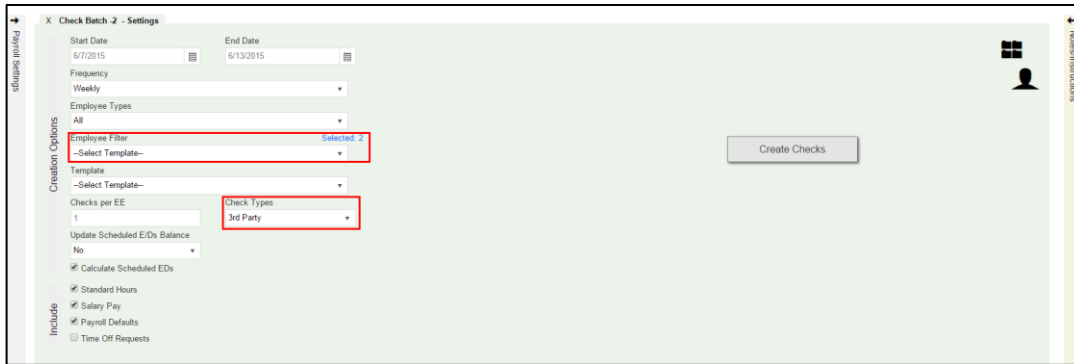 X Check Batch -2 - Settings
Payroll Settings
Notes/Instructions
Creation Options
Start Date End Date
6/7/2015 6/13/2015
Frequency
Weekly
Employee Types
All
Employee Filter Selected: 2
--Select Template--
Template
--Select Template--
Checks per EE Check Types
1 3rd Party
Update Scheduled E/Ds Balance
No
Calculate Scheduled EDs
Include
Standard Hours
Salary Pay
Payroll Defaults
Time Off Requests
Create Checks